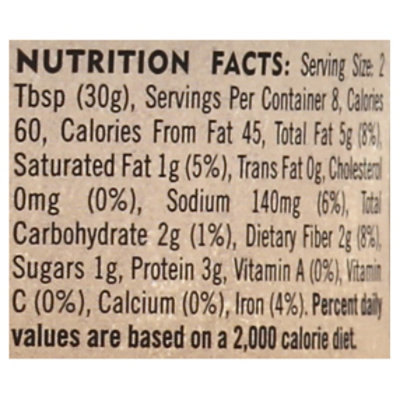 NUTRITION FACTS: Serving Size: 2
Tbsp (30g), Servings Per Container 8, Calories
60, Calories From Fat 45, Total Fat 5g (8%),
Saturated Fat 1g (5%), Trans Fat 0g, Cholesterol
0mg (0%), Sodium 140mg (6%), Total
Carbohydrate 2g (1%), Dietary Fiber 2g (8%),
Sugars 1g, Protein 3g, Vitamin A (0%), Vitamin
C (0%), Calcium (0%), Iron (4%). Percent daily
values are based on a 2,000 calorie diet.